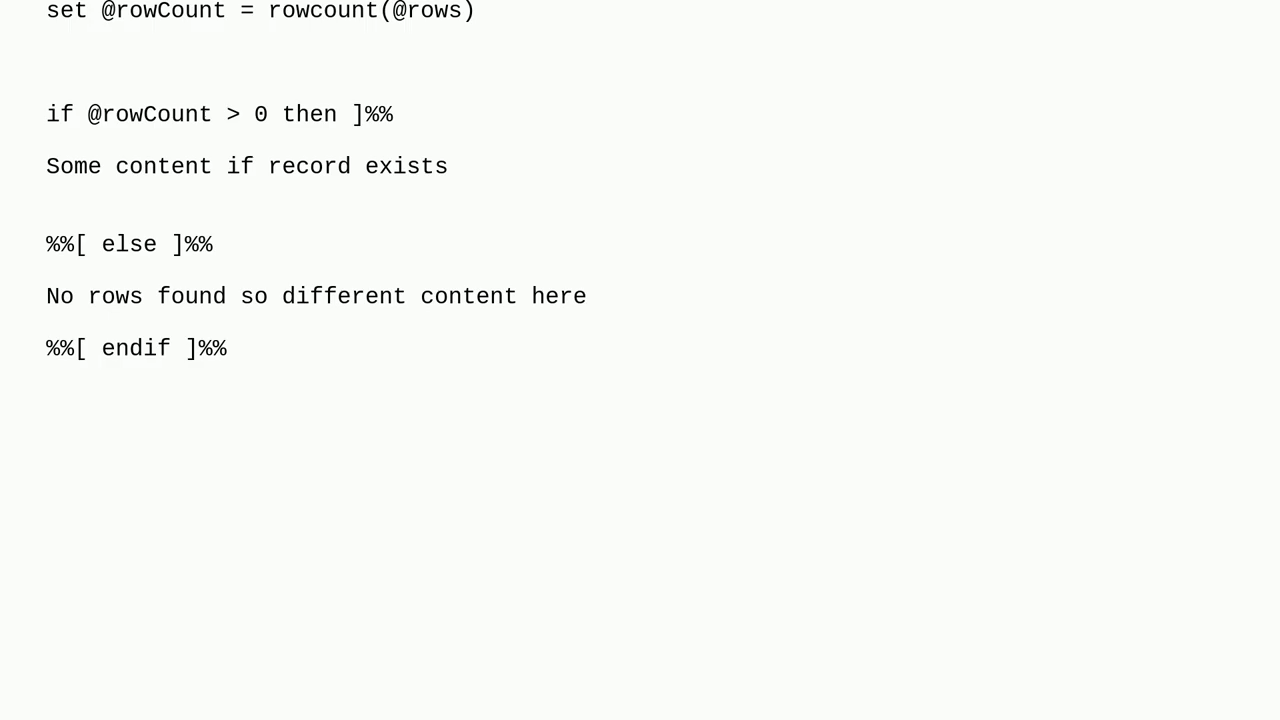 set @rowCount = rowcount(@rows)
if @rowCount > 0 then ]%%
Some content if record exists
%%[ else ]%%
No rows found so different content here
%%[ endif ]%%